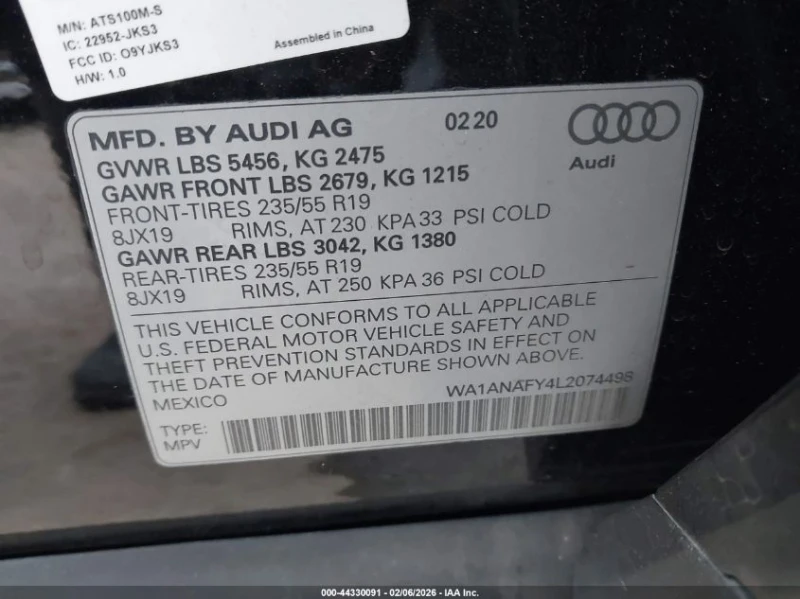 M/N: ATS100M-S
IC: 22952-JKS3
FCC ID: O9YJKS3
H/W: 1.0
Assembled in China
MFD. BY AUDI AG 0220
Audi
GVWR LBS 5456, KG 2475
GAWR FRONT LBS 2679, KG 1215
FRONT-TIRES 235/55 R19
8JX19 RIMS, AT 230 KPA 33 PSI COLD
GAWR REAR LBS 3042, KG 1380
REAR-TIRES 235/55 R19
8JX19 RIMS, AT 250 KPA 36 PSI COLD
THIS VEHICLE CONFORMS TO ALL APPLICABLE
U.S. FEDERAL MOTOR VEHICLE SAFETY AND
THEFT PREVENTION STANDARDS IN EFFECT ON
THE DATE OF MANUFACTURE SHOWN ABOVE.
MEXICO WA1ANAFY4L2074498
TYPE:
MPV
000-44330091 - 02/06/2026 - IAA Inc.